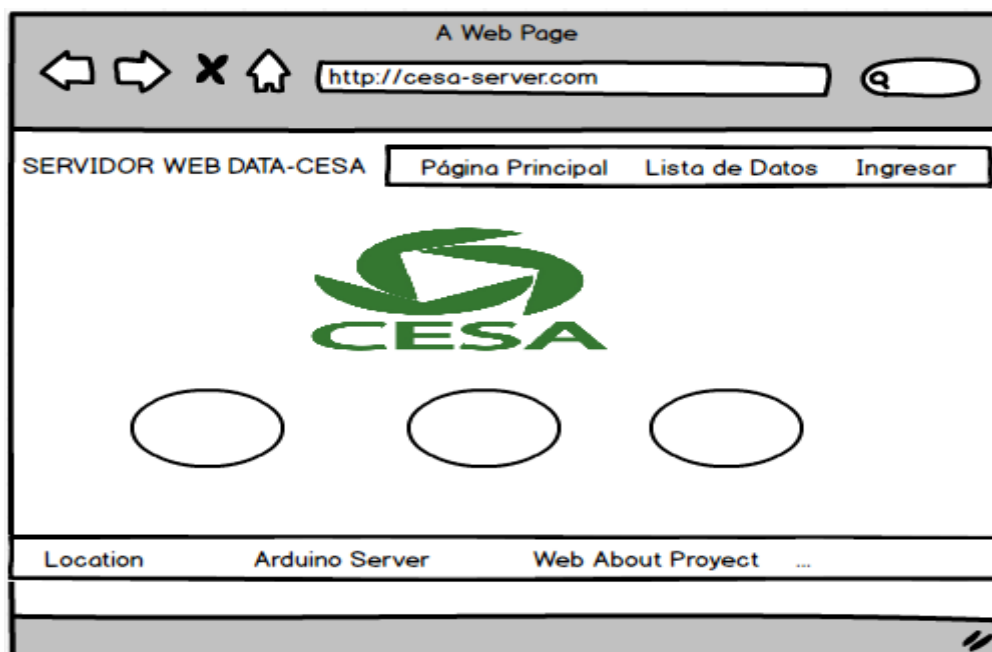 A Web Page
http://cesa-server.com
SERVIDOR WEB DATA-CESA Página Principal Lista de Datos Ingresar
CESA
Location Arduino Server Web About Proyect ...